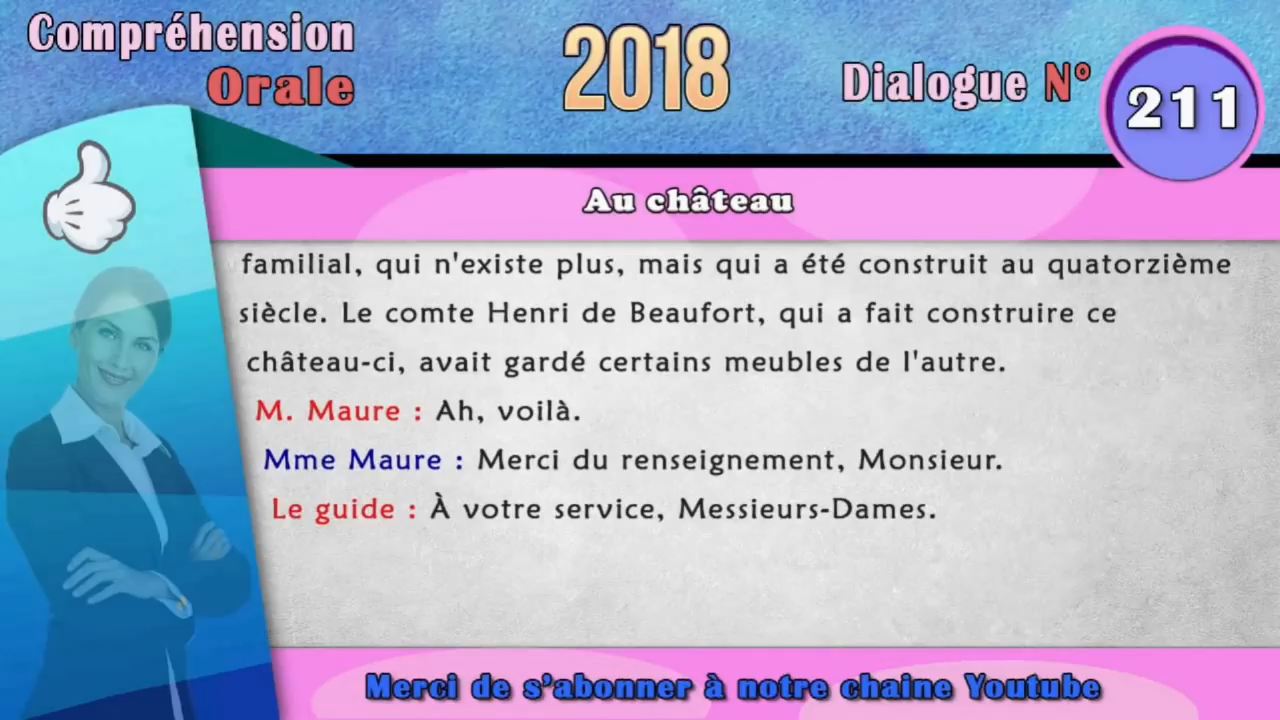 Compréhension
Orale
2018
Dialogue N°
211
Au château
familial, qui n'existe plus, mais qui a été construit au quatorzième
siècle. Le comte Henri de Beaufort, qui a fait construire ce
château-ci, avait gardé certains meubles de l'autre.
M. Maure : Ah, voilà.
Mme Maure : Merci du renseignement, Monsieur.
Le guide : À votre service, Messieurs-Dames.
Merci de s'abonner à notre chaine Youtube